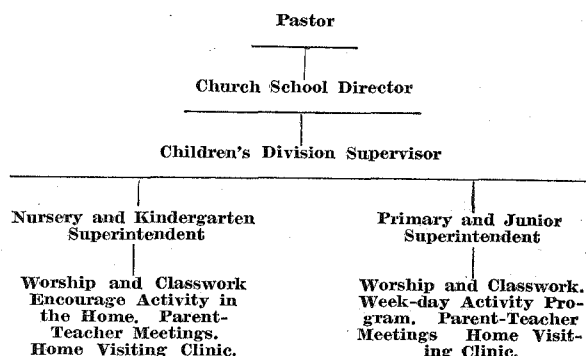 Pastor
Church School Director
Children's Division Supervisor
Nursery and Kindergarten
Superintendent
Worship and Classwork
Encourage Activity in
the Home. Parent-
Teacher Meetings.
Home Visiting Clinic.
Primary and Junior
Superintendent
Worship and Classwork.
Week-day Activity Pro-
gram. Parent-Teacher
Meetings Home Visit-
ing Clinic.